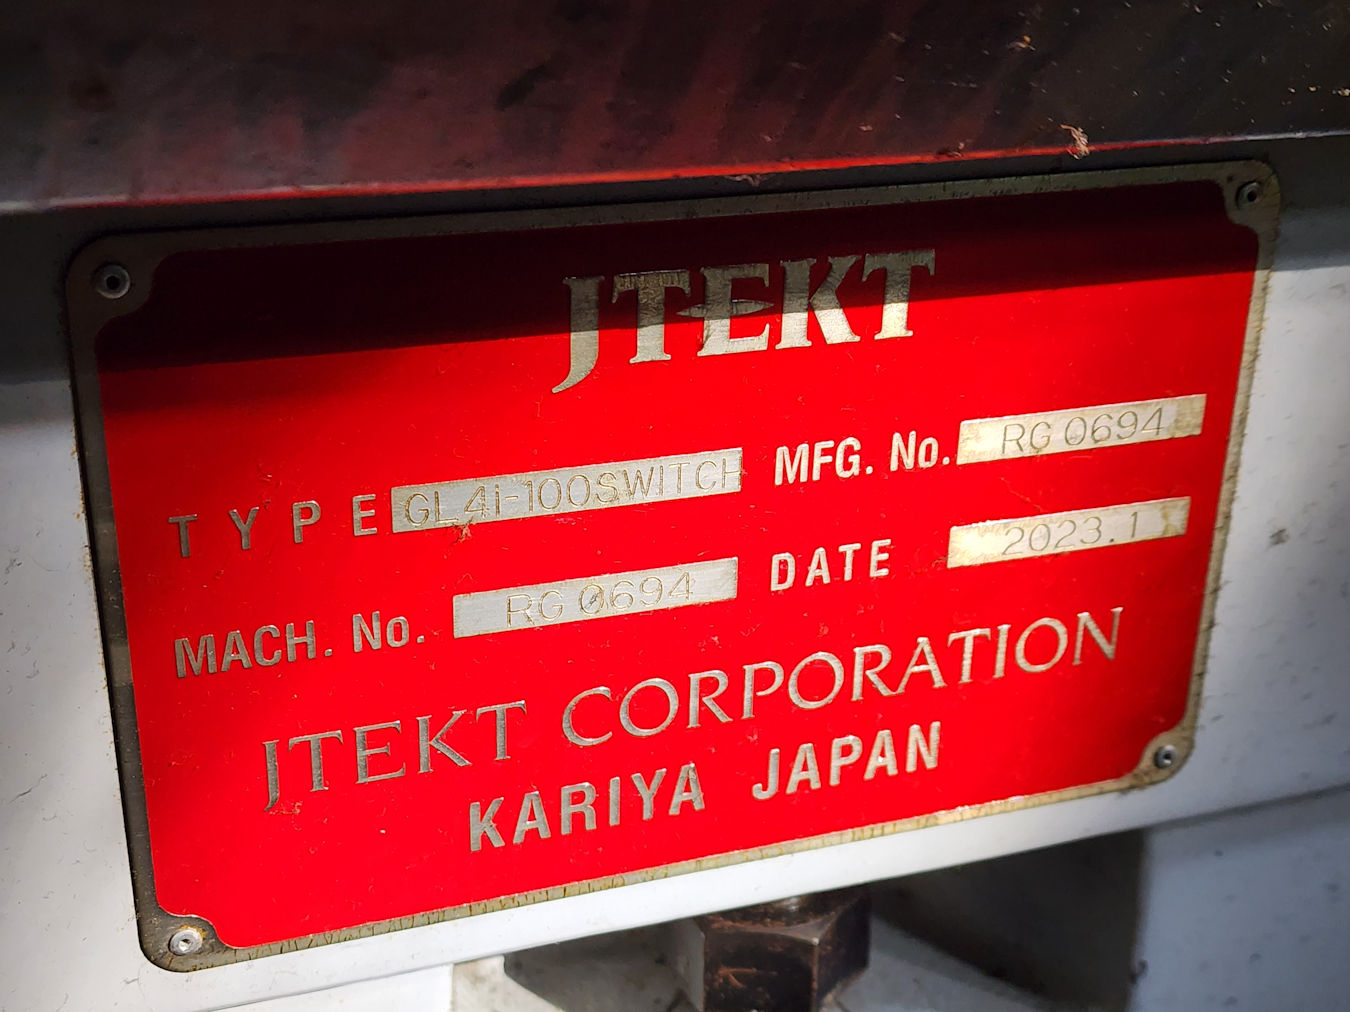 JTEKT
TYPE GL4i-100SWITCH MFG. No. RG 0694
MACH. No. RG 0694 DATE 2023.1
JTEKT CORPORATION
KARIYA JAPAN